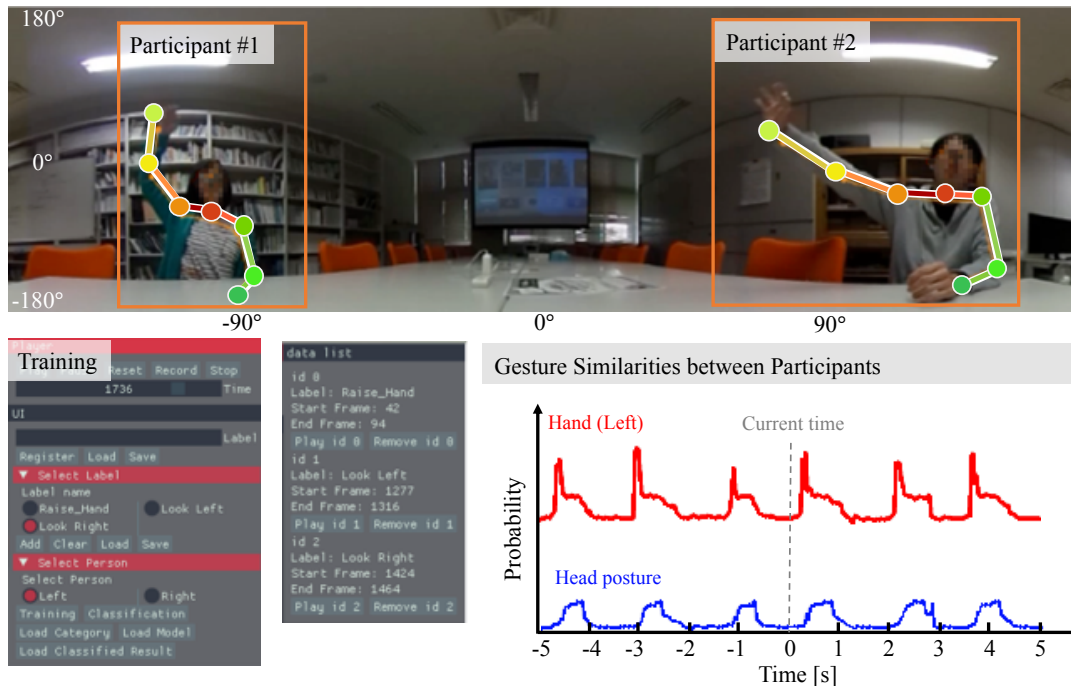 180°
Participant #1
Participant #2
0°
-180°
-90°
0°
90°
Training
Reset Record Stop
1736 Time
UI
Label
Register Load Save
▼ Select Label
Label name
Raise_Hand Look Left
Look Right
Add Clear Load Save
▼ Select Person
Select Person
Left Right
Training Classification
Load Category Load Model
Load Classified Result
data list
id 0
Label: Raise_Hand
Start Frame: 42
End Frame: 94
Play id 0 Remove id 0
id 1
Label: Look Left
Start Frame: 1277
End Frame: 1316
Play id 1 Remove id 1
id 2
Label: Look Right
Start Frame: 1424
End Frame: 1464
Play id 2 Remove id 2
Gesture Similarities between Participants
Hand (Left)
Current time
Probability
Head posture
-5 -4 -3 -2 -1 0 1 2 3 4 5
Time [s]